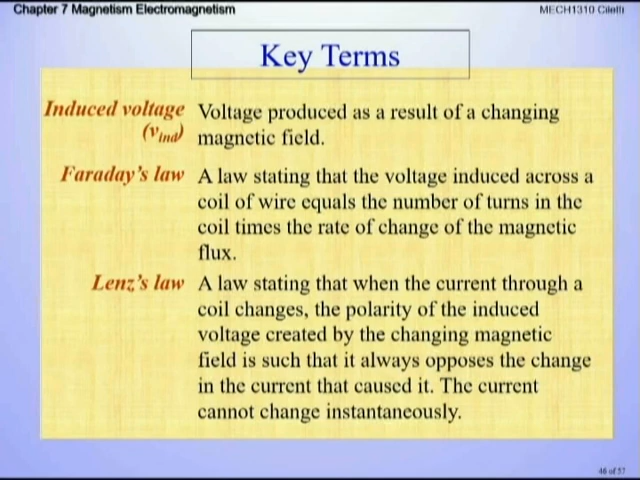 Chapter 7 Magnetism Electromagnetism
MECH1310 Ciletti
Key Terms
Induced voltage
(vind)
Voltage produced as a result of a changing
magnetic field.
Faraday's law
A law stating that the voltage induced across a
coil of wire equals the number of turns in the
coil times the rate of change of the magnetic
flux.
Lenz's law
A law stating that when the current through a
coil changes, the polarity of the induced
voltage created by the changing magnetic
field is such that it always opposes the change
in the current that caused it. The current
cannot change instantaneously.
46 of 57